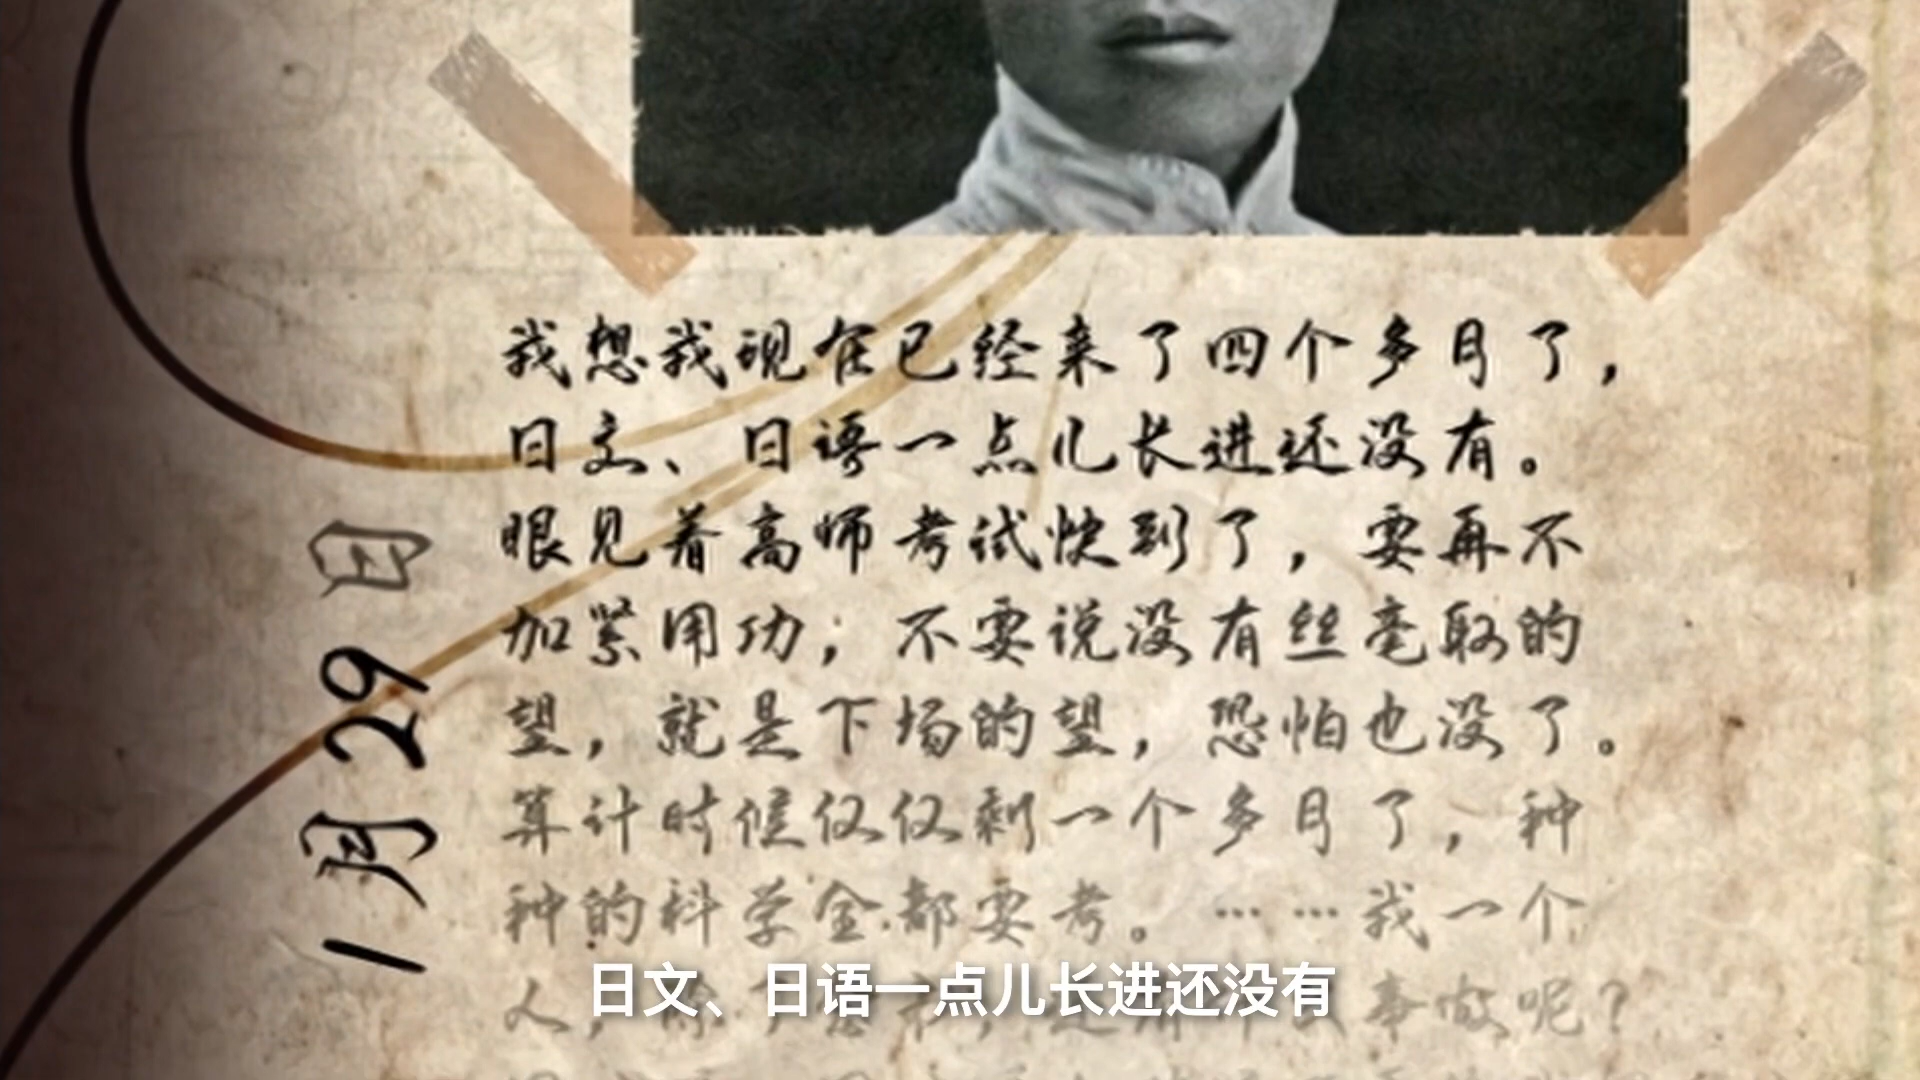 我想我现在已经来了四个多月了，
日文、日语一点儿长进还没有。
眼见着高师考试快到了，要再不
加紧用功；不要说没有丝毫取的
望，就是下场的望，恐怕也没了。
算计时候仅仅剩一个多月了，种
种的科学全都要考。……我一个
人，
事做呢？
1月29日
日文、日语一点儿长进还没有